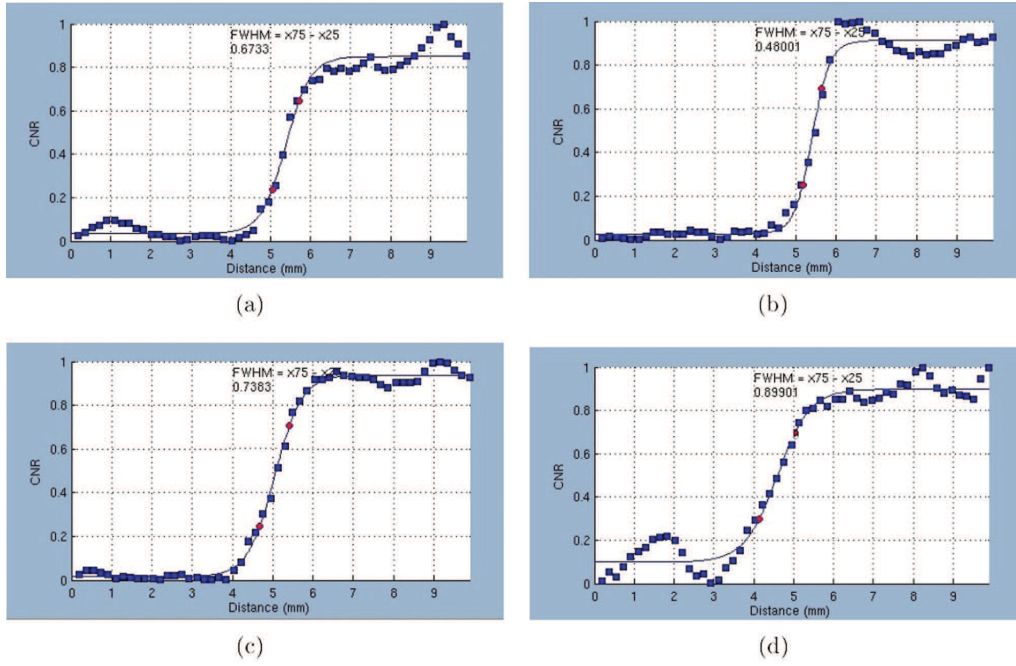 FWHM = x75 - x25
0.6733
1
0.8
0.6
0.4
0.2
0
CNR
0 1 2 3 4 5 6 7 8 9
Distance (mm)
(a)
FWHM = x75 - x25
0.48001
1
0.8
0.6
0.4
0.2
0
CNR
0 1 2 3 4 5 6 7 8 9
Distance (mm)
(b)
FWHM = x75 - x25
0.7383
1
0.8
0.6
0.4
0.2
0
CNR
0 1 2 3 4 5 6 7 8 9
Distance (mm)
(c)
FWHM = x75 - x25
0.89901
1
0.8
0.6
0.4
0.2
0
CNR
0 1 2 3 4 5 6 7 8 9
Distance (mm)
(d)